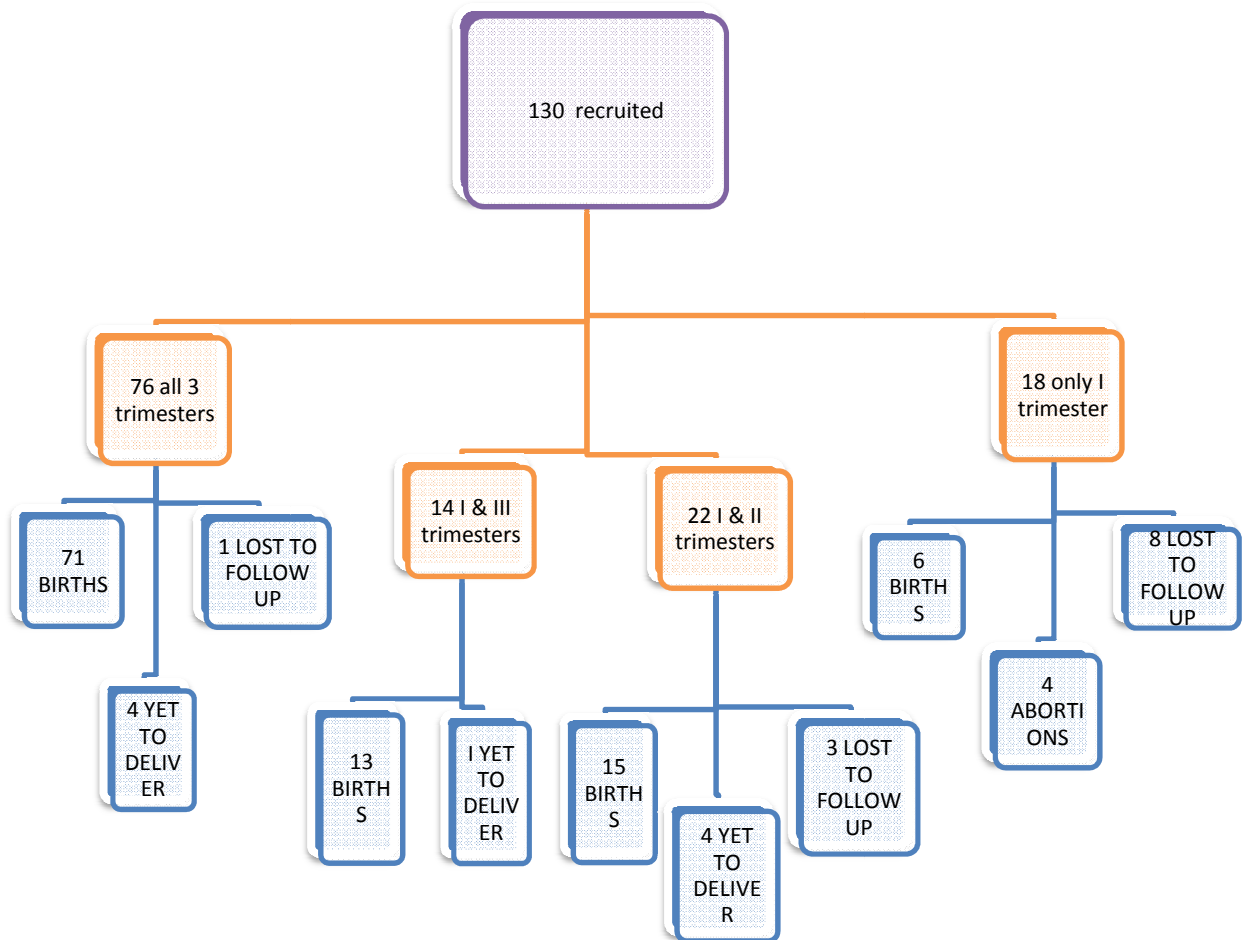 130 recruited
76 all 3
trimesters
18 only I
trimester
14 I & III
trimesters
22 I & II
trimesters
71
BIRTHS
1 LOST TO
FOLLOW
UP
4 YET
TO
DELIV
ER
13
BIRTH
S
I YET
TO
DELIV
ER
15
BIRTH
S
4 YET
TO
DELIVE
R
3 LOST
TO
FOLLOW
UP
6
BIRTH
S
4
ABORTI
ONS
8 LOST
TO
FOLLOW
UP